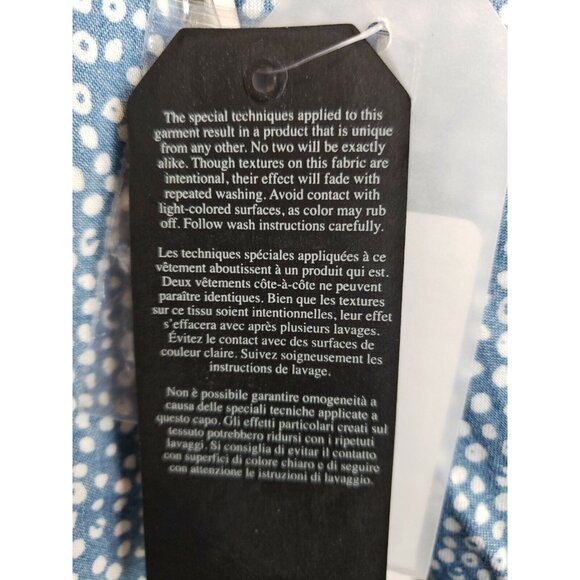 The special techniques applied to this
garment result in a product that is unique
from any other. No two will be exactly
alike. Though textures on this fabric are
intentional, their effect will fade with
repeated washing. Avoid contact with
light-colored surfaces, as color may rub
off. Follow wash instructions carefully.
Les techniques spéciales appliquées à ce
vêtement aboutissent à un produit qui est.
Deux vêtements côte-à-côte ne peuvent
paraître identiques. Bien que les textures
sur ce tissu soient intentionnelles, leur effet
s'effacera avec après plusieurs lavages.
Évitez le contact avec des surfaces de
couleur claire. Suivez soigneusement les
instructions de lavage.
Non è possibile garantire omogeneità a
causa delle speciali tecniche applicate a
questo capo. Gli effetti particolari creati sul
tessuto potrebbero ridursi con i ripetuti
lavaggi. Si consiglia di evitare il contatto
con superfici di colore chiaro e di seguire
con attenzione le istruzioni di lavaggio.